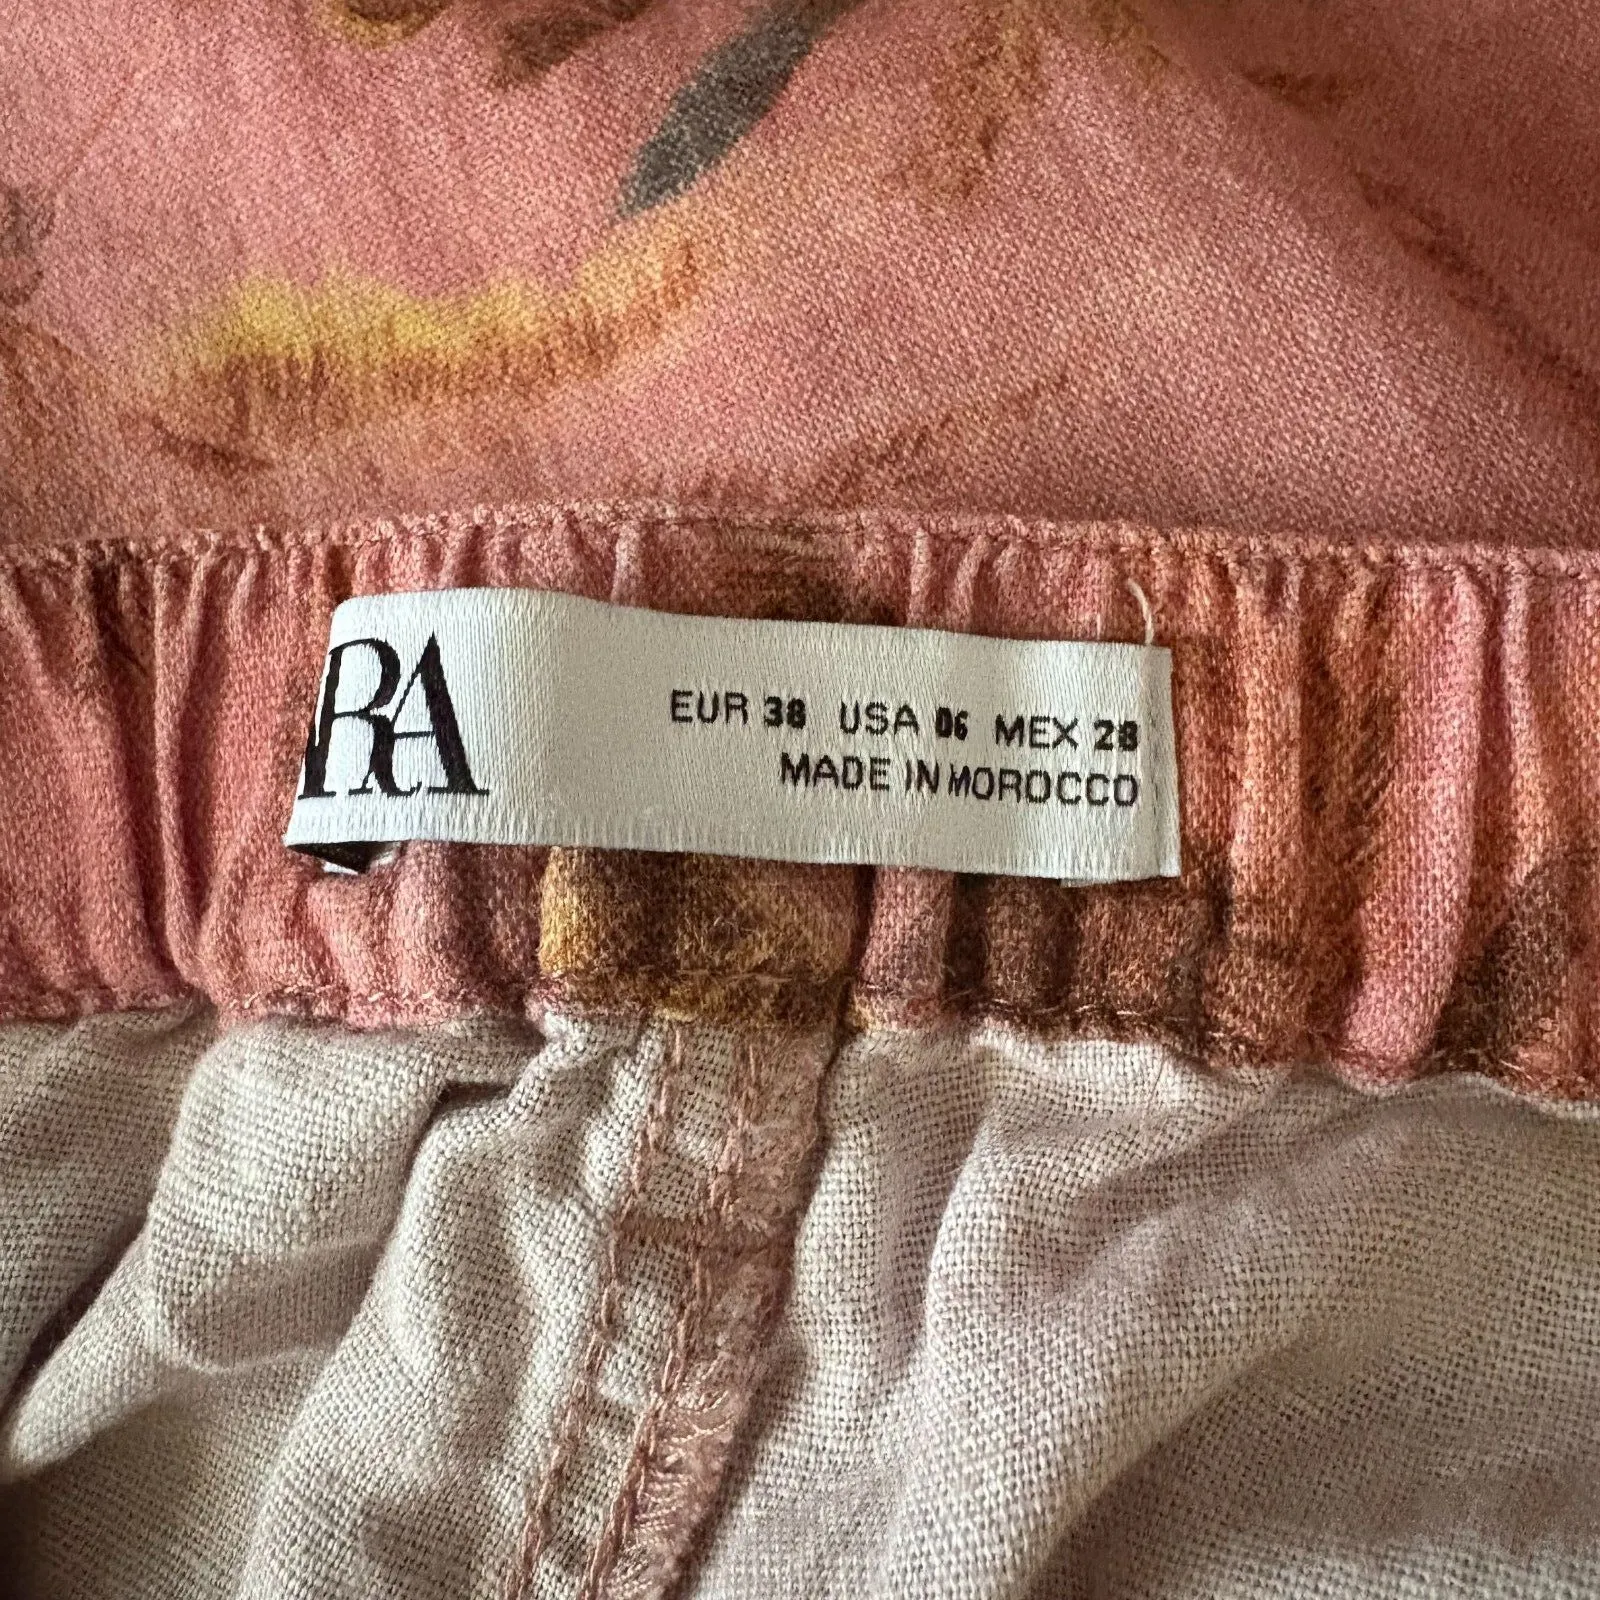 RA
EUR 38 USA 06 MEX 28
MADE IN MOROCCO